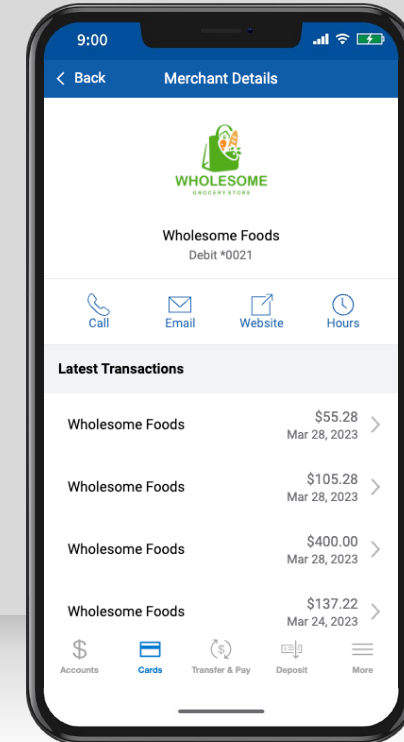 9:00
Back Merchant Details
WHOLESOME
GROCERY STORE
Wholesome Foods
Debit *0021
Call Email Website Hours
Latest Transactions
Wholesome Foods $55.28
Mar 28, 2023
Wholesome Foods $105.28
Mar 28, 2023
Wholesome Foods $400.00
Mar 28, 2023
Wholesome Foods $137.22
Mar 24, 2023
Accounts Cards Transfer & Pay Deposit More